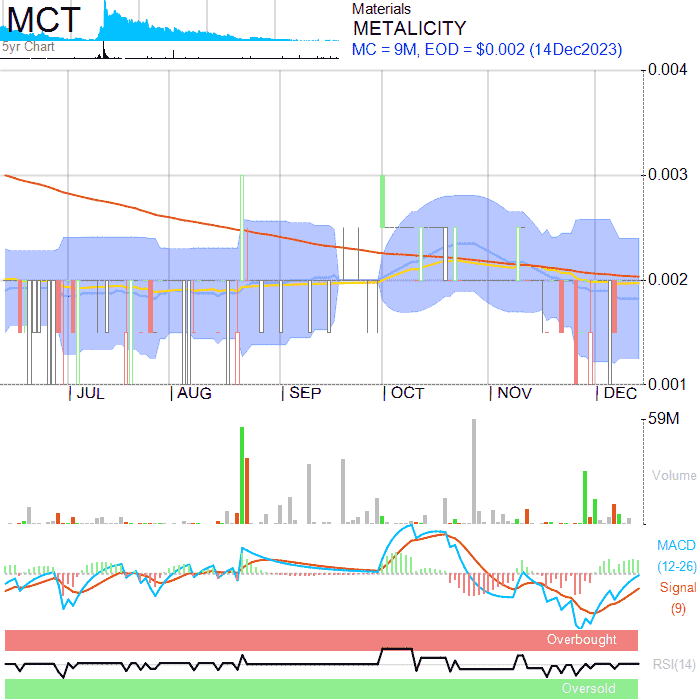 MCT
5yr Chart
Materials
METALICITY
MC = 9M, EOD = $0.002 (14Dec2023)
0.004
0.003
0.002
0.001
JUL AUG SEP OCT NOV DEC
59M
Volume
MACD
(12-26)
Signal
(9)
Overbought
RSI(14)
Oversold